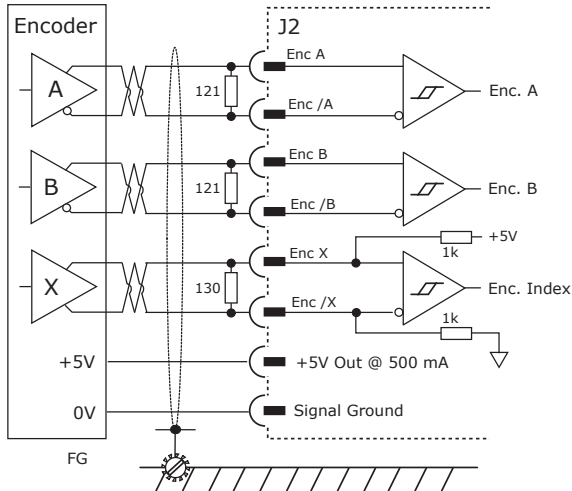 Encoder
J2
Enc A
A
121
Enc. A
Enc /A
Enc B
B
121
Enc. B
Enc /B
+5V
Enc X
1k
X
130
Enc. Index
Enc /X
1k
+5V
+5V Out @ 500 mA
0V
Signal Ground
FG